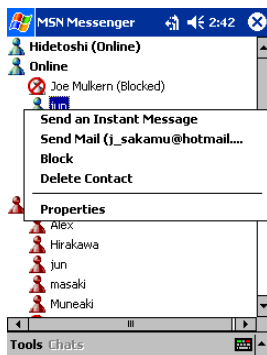 MSN Messenger 2:42
Hidetoshi (Online)
Online
Joe Mulkern (Blocked)
jun
Send an Instant Message
Send Mail (j_sakamu@hotmail....
Block
Delete Contact
Properties
Alex
Hirakawa
jun
masaki
Muneaki
Tools Chats